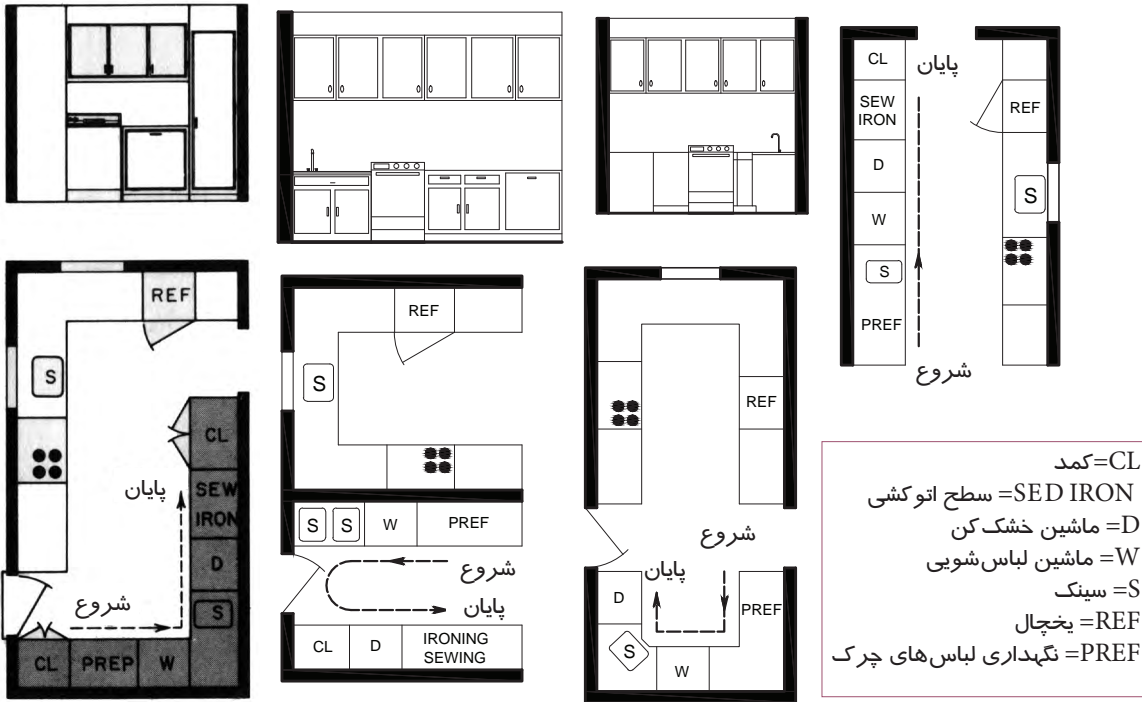 CL
SEW
IRON
D
W
S
PREF
پایان
شروع
REF
S
REF
S
CL
SEW
IRON
D
S
CL
PREP
W
پایان
شروع
REF
S
S
S
W
PREF
شروع
پایان
CL
D
IRONING
SEWING
REF
شروع
پایان
D
S
W
PREF
CL=کمد
SED IRON= سطح اتوکشی
D= ماشین خشک‌کن
W= ماشین لباس‌شویی
S= سینک
REF= یخچال
PREF= نگهداری لباس‌های چرک